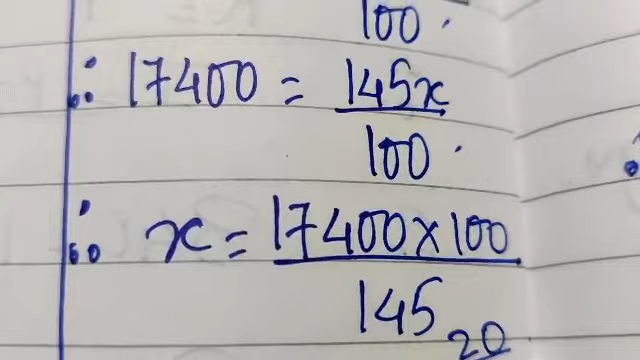 100.
∴ 17400 = 145x
100.
∴ x = 17400×100
145
20